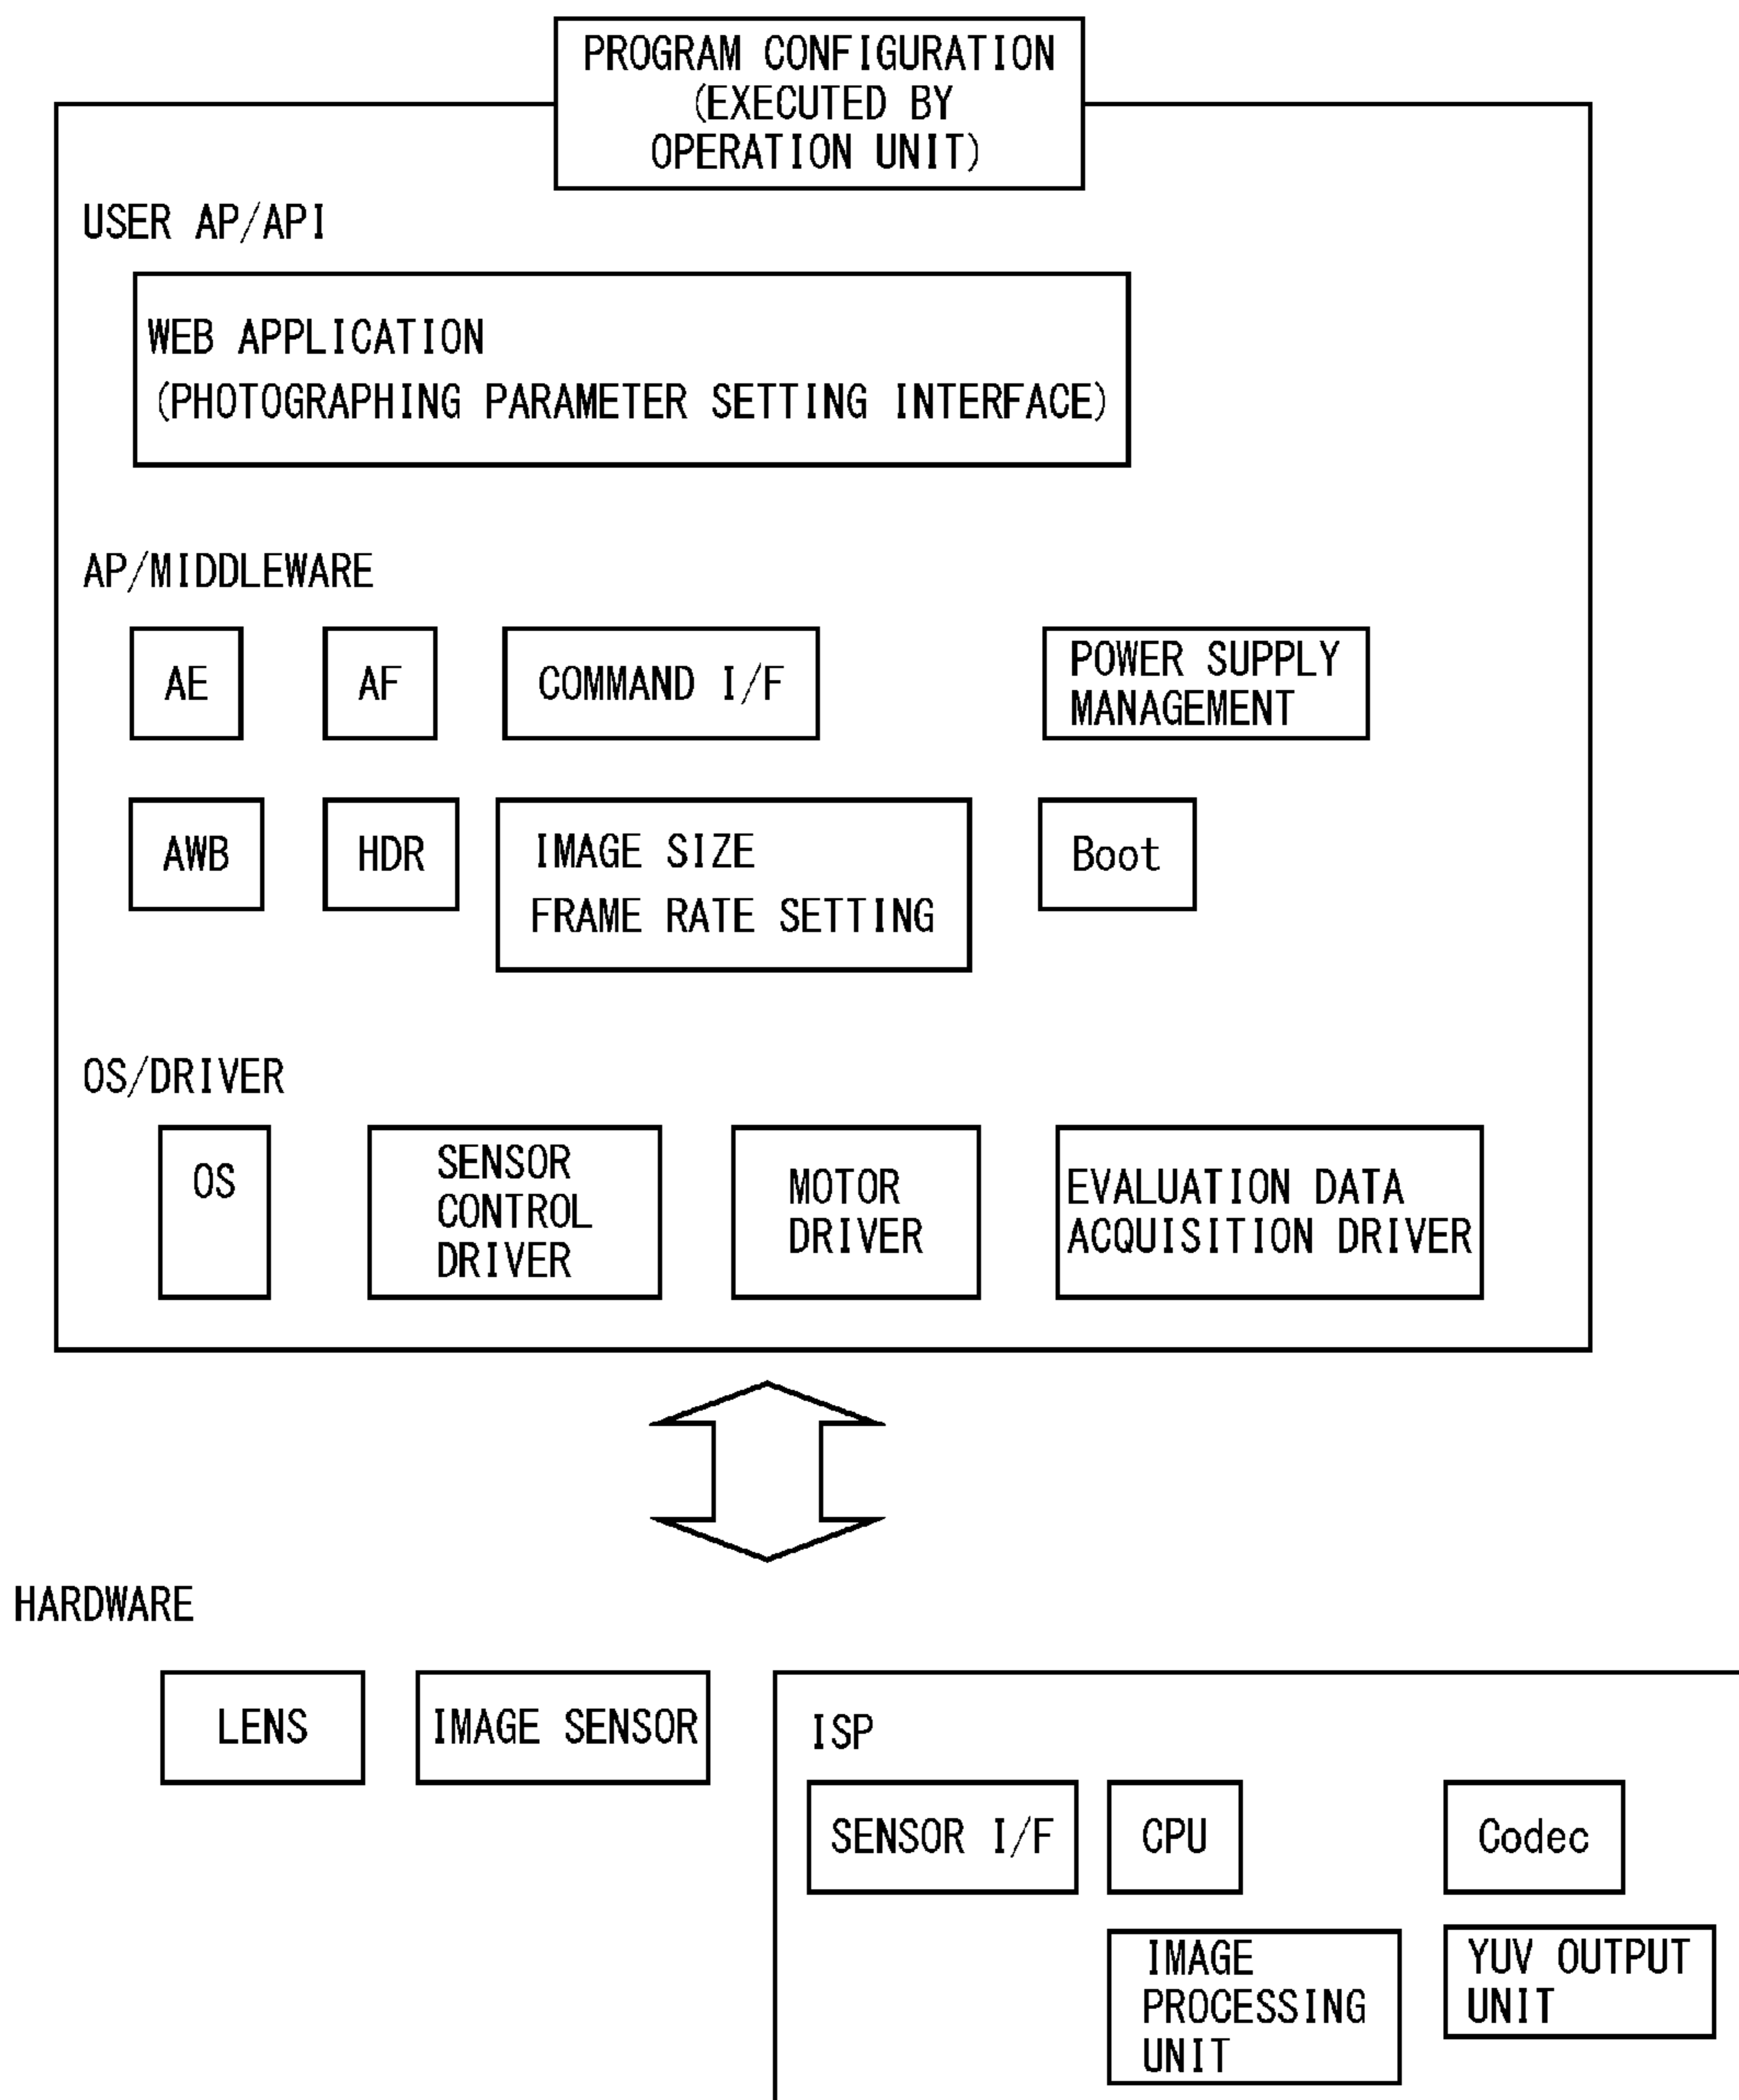 PROGRAM CONFIGURATION
(EXECUTED BY
OPERATION UNIT)
USER AP/API
WEB APPLICATION
(PHOTOGRAPHING PARAMETER SETTING INTERFACE)
AP/MIDDLEWARE
AE
AF
COMMAND I/F
POWER SUPPLY
MANAGEMENT
AWB
HDR
IMAGE SIZE
FRAME RATE SETTING
Boot
OS/DRIVER
OS
SENSOR
CONTROL
DRIVER
MOTOR
DRIVER
EVALUATION DATA
ACQUISITION DRIVER
HARDWARE
LENS
IMAGE SENSOR
ISP
SENSOR I/F
CPU
Codec
IMAGE
PROCESSING
UNIT
YUV OUTPUT
UNIT